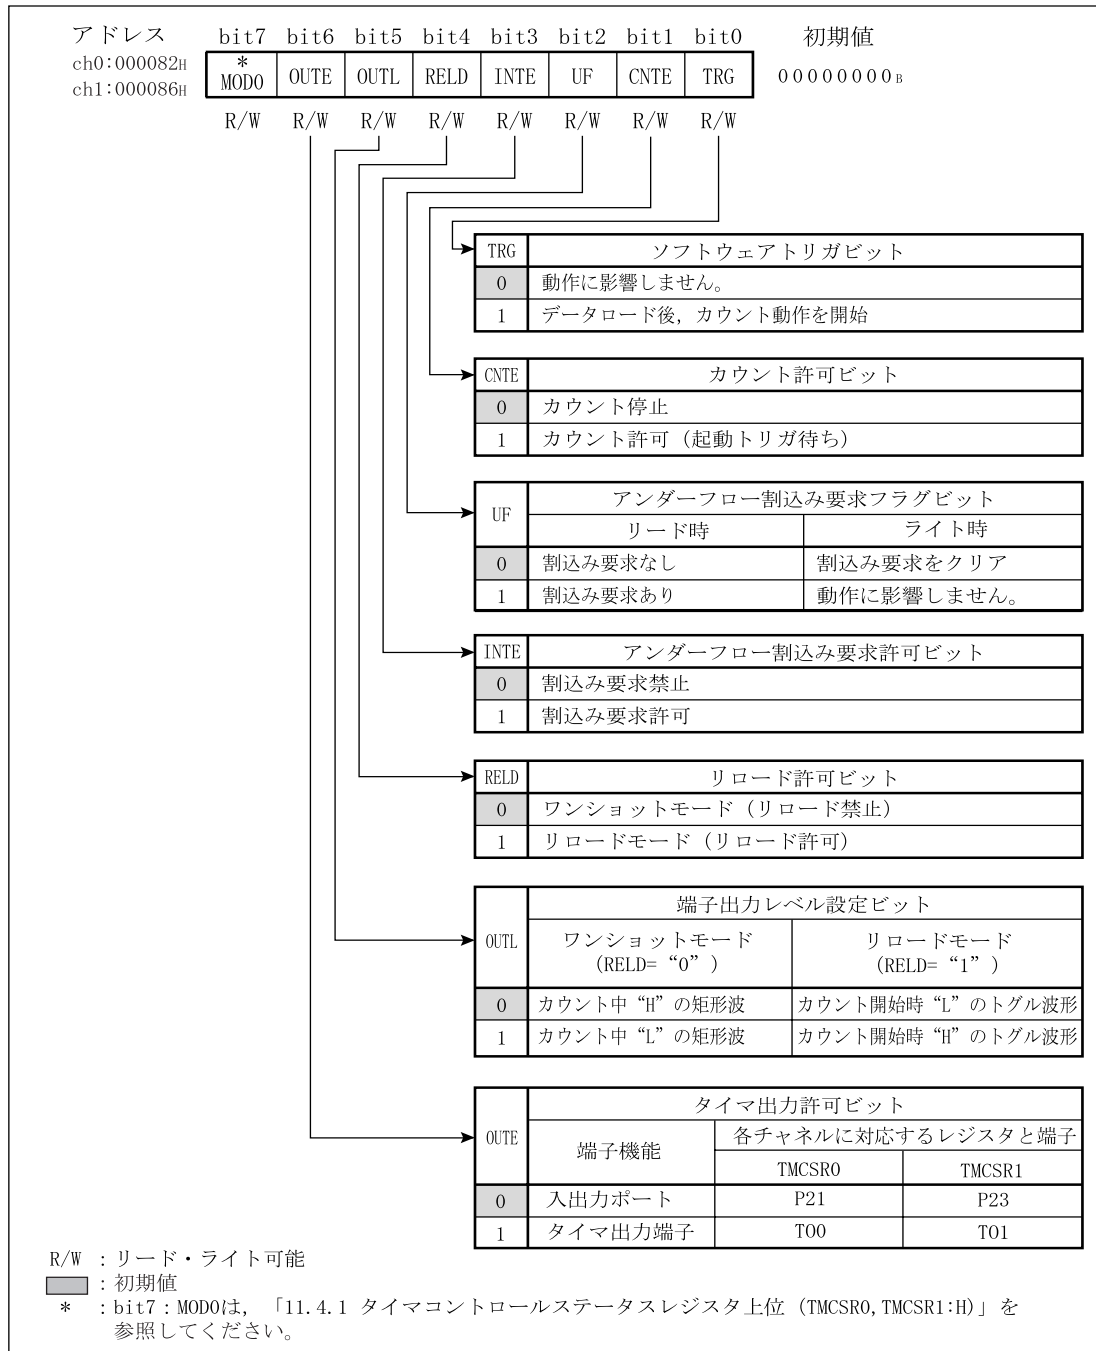 アドレス bit7 bit6 bit5 bit4 bit3 bit2 bit1 bit0 初期値
ch0:000082H
ch1:000086H
* MOD0 OUTE OUTL RELD INTE UF CNTE TRG 00000000B
R/W R/W R/W R/W R/W R/W R/W R/W
TRG ソフトウェアトリガビット
0 動作に影響しません。
1 データロード後, カウント動作を開始
CNTE カウント許可ビット
0 カウント停止
1 カウント許可 (起動トリガ待ち)
UF アンダーフロー割込み要求フラグビット
リード時 ライト時
0 割込み要求なし 割込み要求をクリア
1 割込み要求あり 動作に影響しません。
INTE アンダーフロー割込み要求許可ビット
0 割込み要求禁止
1 割込み要求許可
RELD リロード許可ビット
0 ワンショットモード (リロード禁止)
1 リロードモード (リロード許可)
OUTL 端子出力レベル設定ビット
ワンショットモード リロードモード
(RELD= “0” ) (RELD= “1” )
0 カウント中 “H” の矩形波 カウント開始時 “L” のトグル波形
1 カウント中 “L” の矩形波 カウント開始時 “H” のトグル波形
OUTE タイマ出力許可ビット
端子機能 各チャネルに対応するレジスタと端子
TMCSR0 TMCSR1
0 入出力ポート P21 P23
1 タイマ出力端子 TO0 TO1
R/W : リード・ライト可能
: 初期値
* : bit7 : MOD0は, 「11.4.1 タイマコントロールステータスレジスタ上位 (TMCSR0, TMCSR1:H)」を
参照してください。